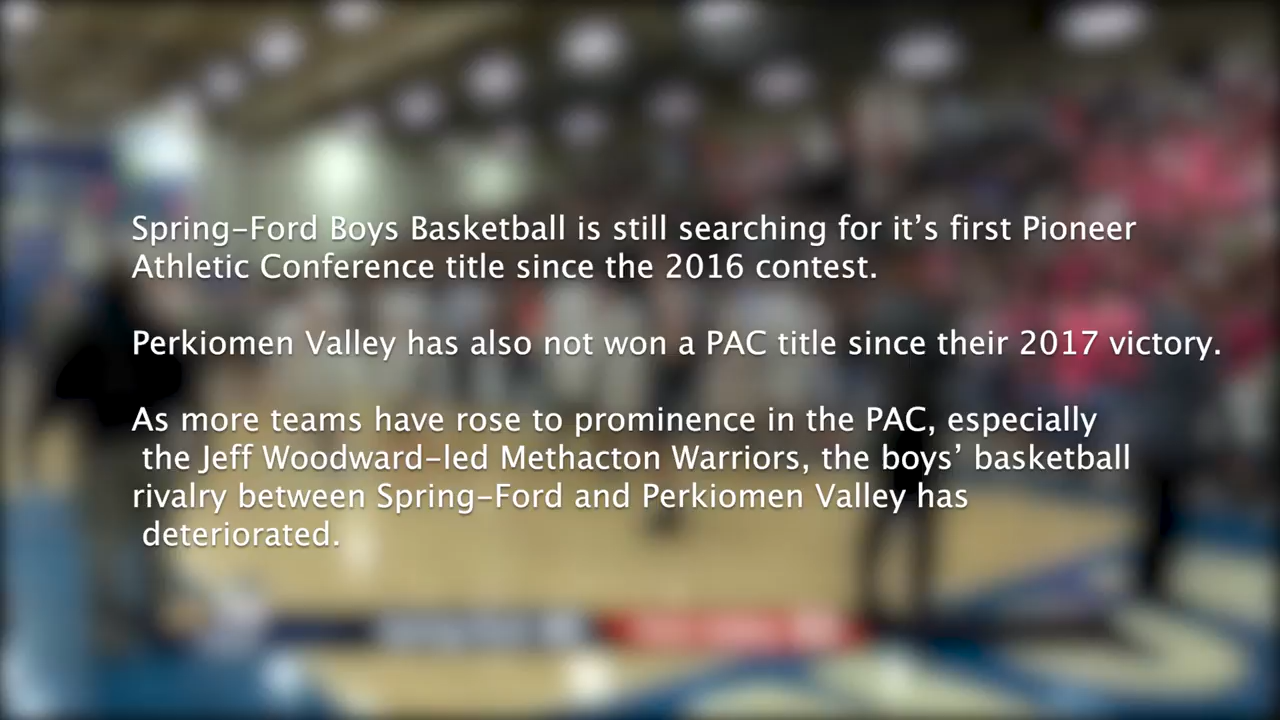 Spring-Ford Boys Basketball is still searching for it’s first Pioneer
Athletic Conference title since the 2016 contest.
Perkiomen Valley has also not won a PAC title since their 2017 victory.
As more teams have rose to prominence in the PAC, especially
the Jeff Woodward-led Methacton Warriors, the boys’ basketball
rivalry between Spring-Ford and Perkiomen Valley has
deteriorated.